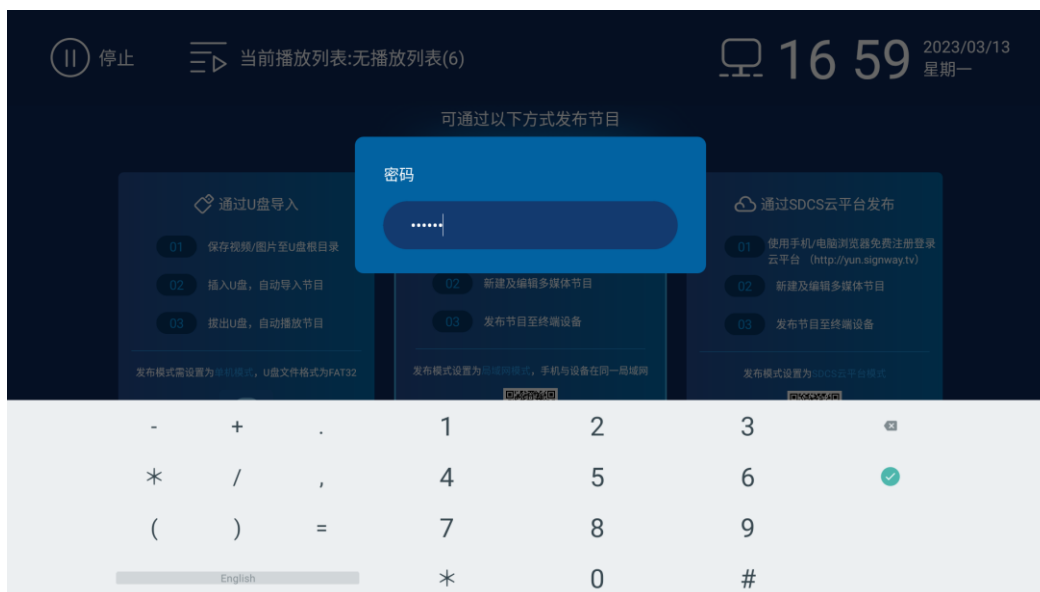 停止
当前播放列表:无播放列表(6)
16 59
2023/03/13
星期一
可通过以下方式发布节目
密码
••••••
通过U盘导入
01 保存视频/图片至U盘根目录
02 插入U盘，自动导入节目
03 拔出U盘，自动播放节目
发布模式需设置为单机模式，U盘文件格式为FAT32
02 新建及编辑多媒体节目
03 发布节目至终端设备
发布模式设置为局域网模式，手机与设备在同一局域网
通过SDCS云平台发布
01 使用手机/电脑浏览器免费注册登录
云平台 （http://yun.signway.tv）
02 新建及编辑多媒体节目
03 发布节目至终端设备
发布模式设置为SDCS云平台模式
- + . 1 2 3
* / , 4 5 6
( ) = 7 8 9
English * 0 #